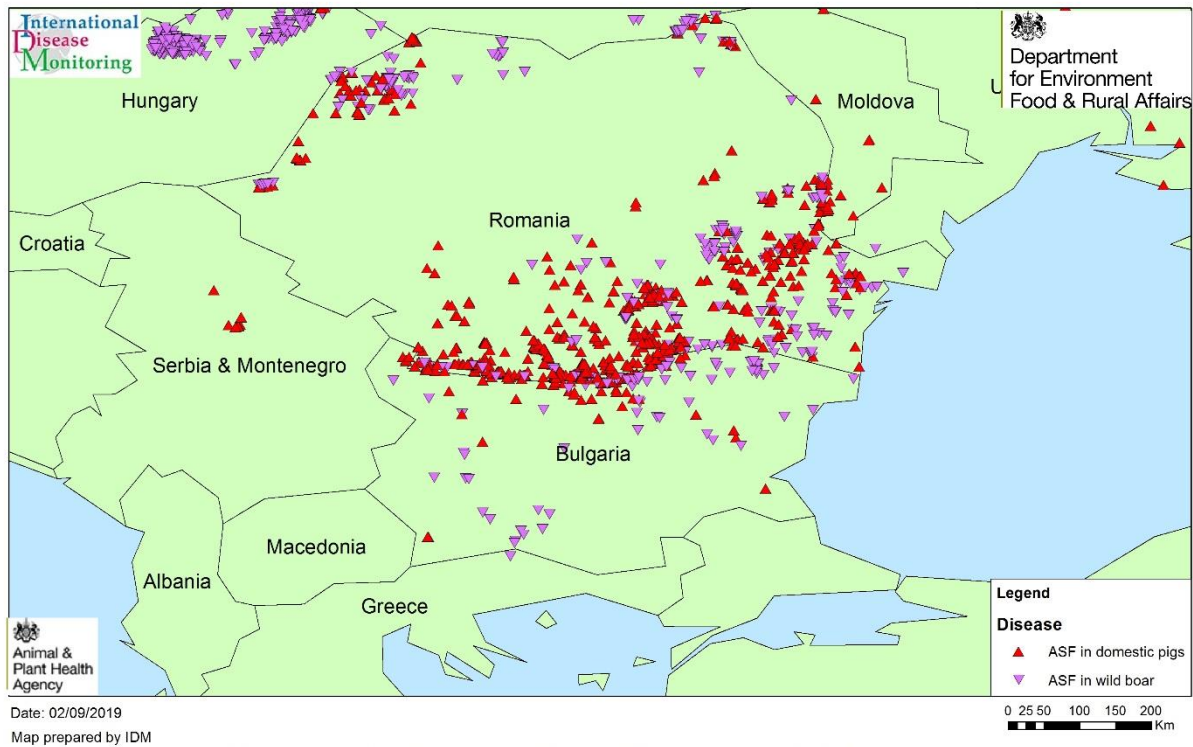 International
Disease
Monitoring
Department
for Environment
Food & Rural Affairs
Hungary
Moldova
U
Romania
Croatia
Serbia & Montenegro
Bulgaria
Macedonia
Albania
Greece
Legend
Disease
ASF in domestic pigs
ASF in wild boar
0 25 50 100 150 200
Km
Animal &
Plant Health
Agency
Date: 02/09/2019
Map prepared by IDM